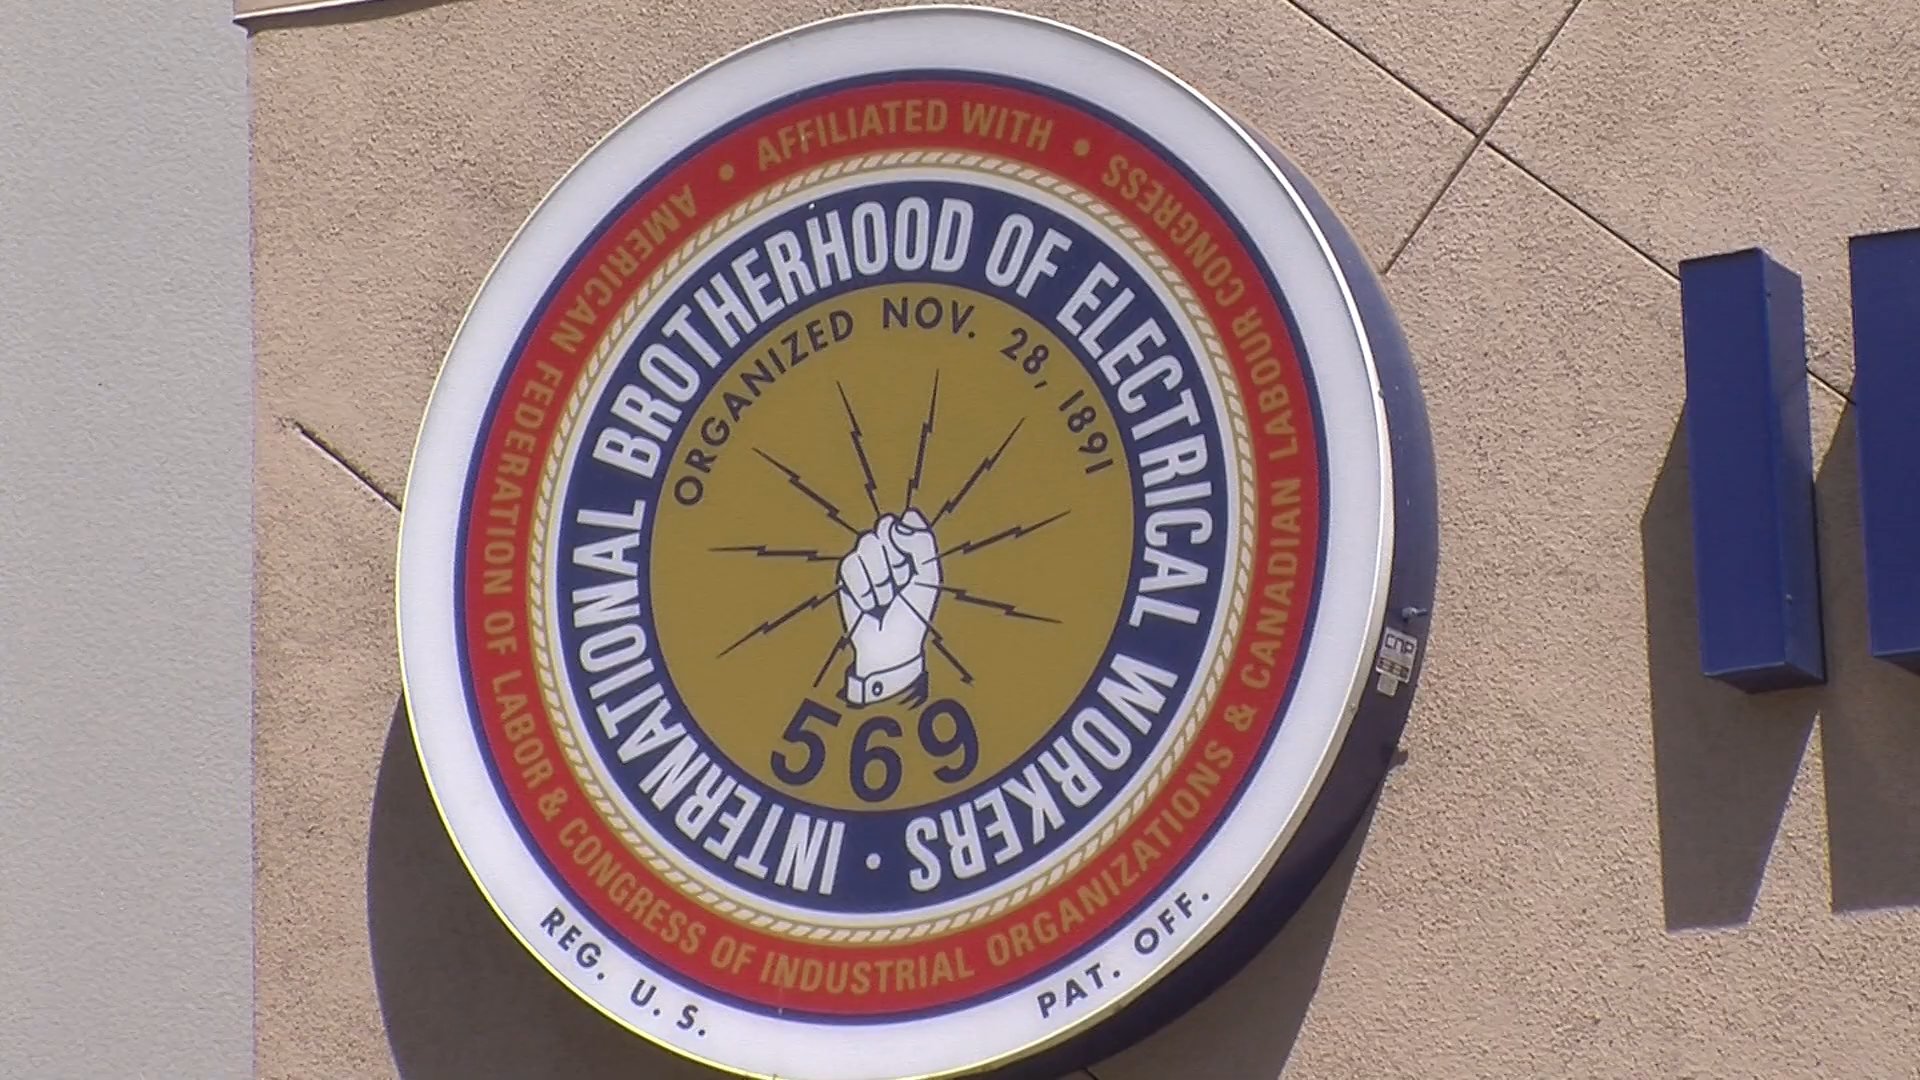 AFFILIATED WITH
AMERICAN FEDERATION OF LABOR & CONGRESS OF INDUSTRIAL ORGANIZATIONS & CANADIAN LABOUR CONGRESS
INTERNATIONAL BROTHERHOOD OF ELECTRICAL WORKERS
ORGANIZED NOV. 28, 1891
569
REG. U. S. PAT. OFF.